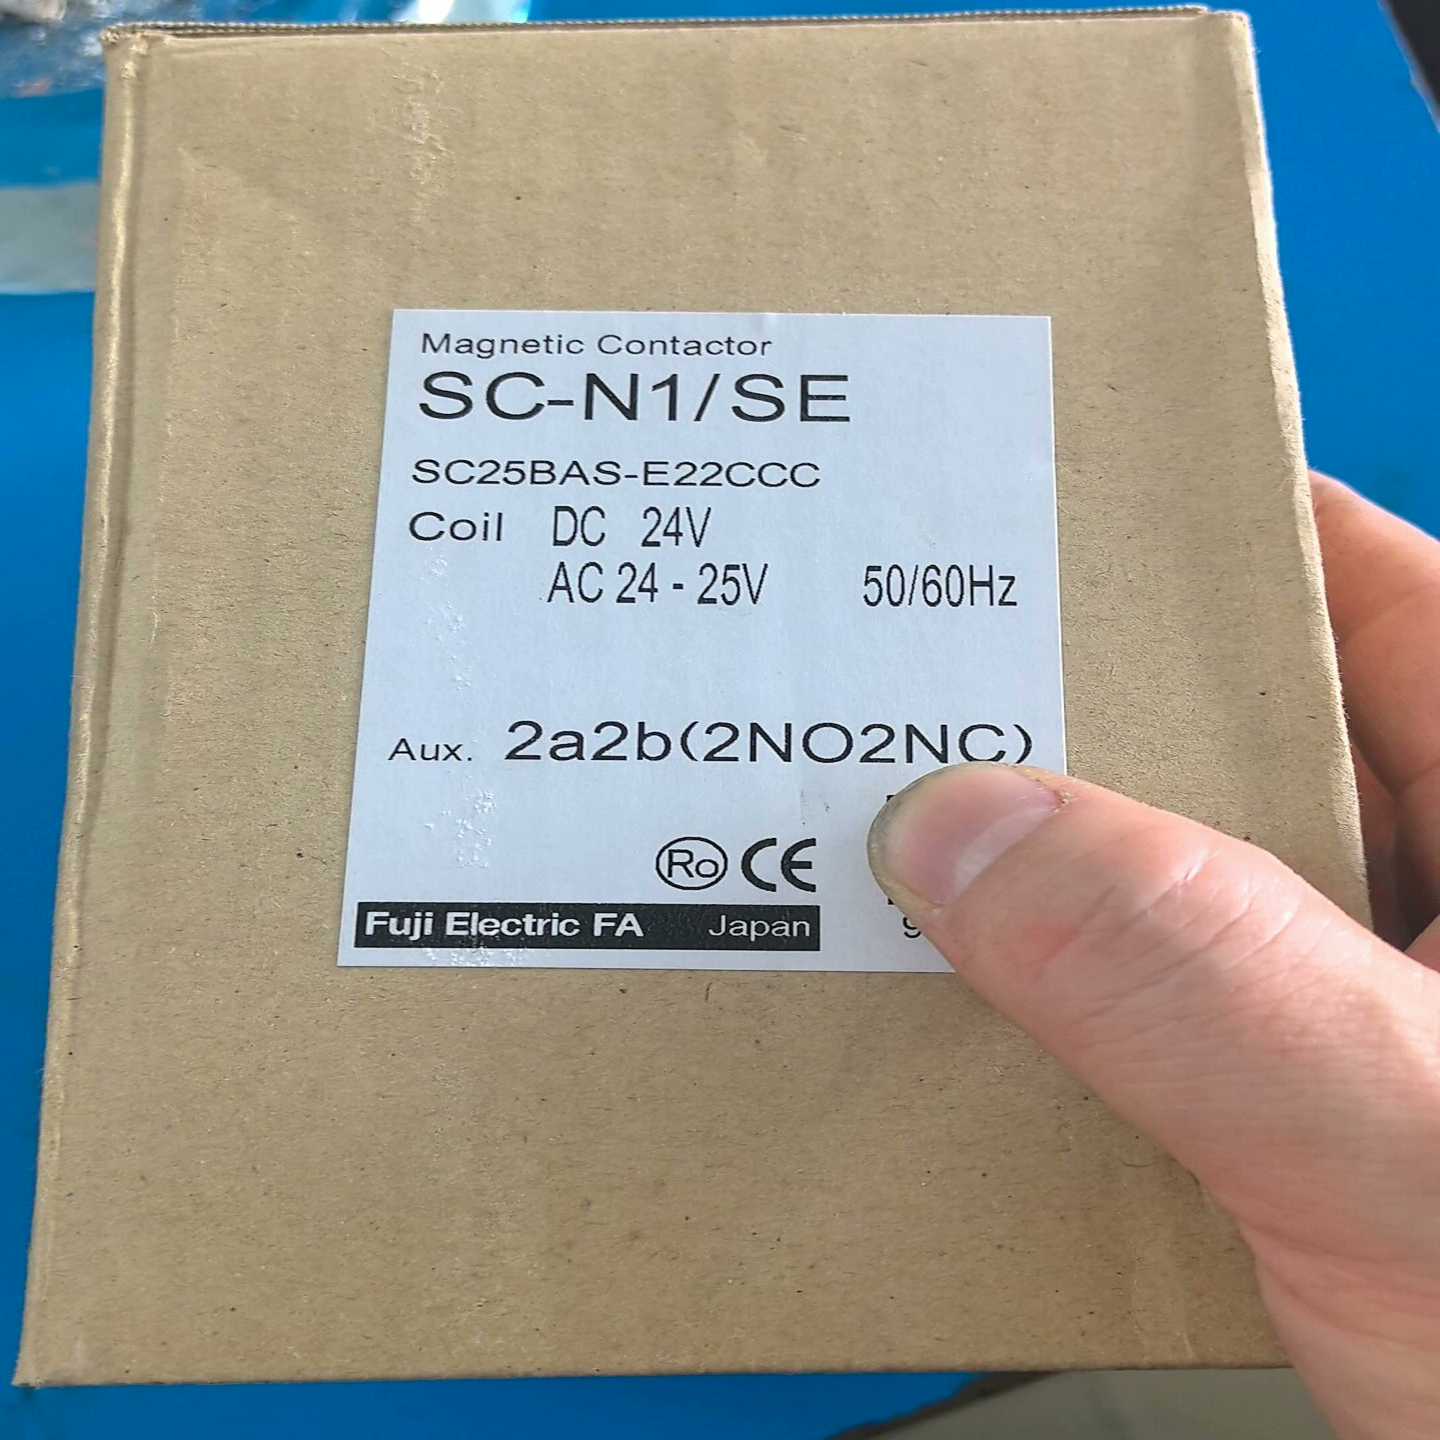 Magnetic Contactor
SC-N1/SE
SC25BAS-E22CCC
Coil DC 24V
AC 24 - 25V 50/60Hz
Aux. 2a2b(2NO2NC)
Ro CE
Fuji Electric FA Japan